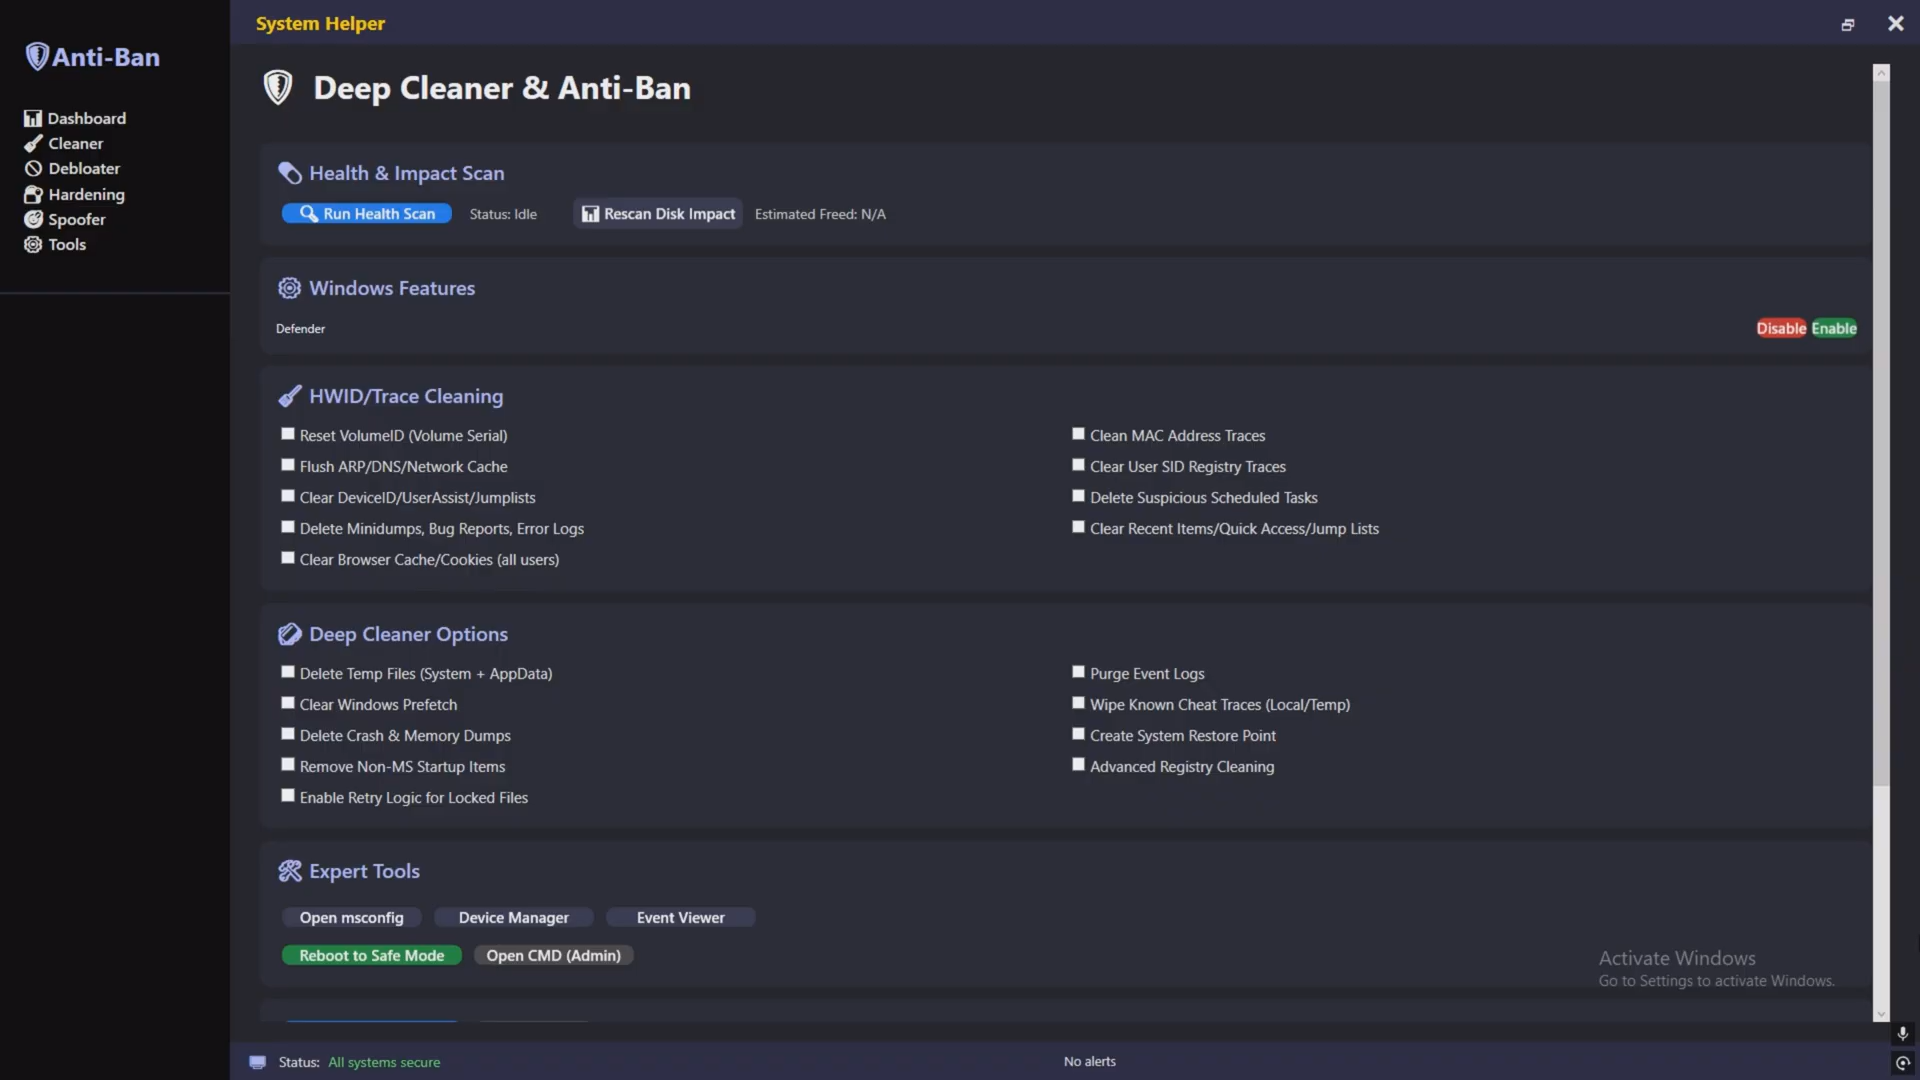 System Helper
Anti-Ban
Dashboard
Cleaner
Debloater
Hardening
Spoofer
Tools
Deep Cleaner & Anti-Ban
Health & Impact Scan
Run Health Scan Status: Idle Rescan Disk Impact Estimated Freed: N/A
Windows Features
Defender Disable Enable
HWID/Trace Cleaning
Reset VolumeID (Volume Serial)
Flush ARP/DNS/Network Cache
Clear DeviceID/UserAssist/Jumplists
Delete Minidumps, Bug Reports, Error Logs
Clear Browser Cache/Cookies (all users)
Clean MAC Address Traces
Clear User SID Registry Traces
Delete Suspicious Scheduled Tasks
Clear Recent Items/Quick Access/Jump Lists
Deep Cleaner Options
Delete Temp Files (System + AppData)
Clear Windows Prefetch
Delete Crash & Memory Dumps
Remove Non-MS Startup Items
Enable Retry Logic for Locked Files
Purge Event Logs
Wipe Known Cheat Traces (Local/Temp)
Create System Restore Point
Advanced Registry Cleaning
Expert Tools
Open msconfig Device Manager Event Viewer
Reboot to Safe Mode Open CMD (Admin)
Activate Windows
Go to Settings to activate Windows.
Status: All systems secure No alerts